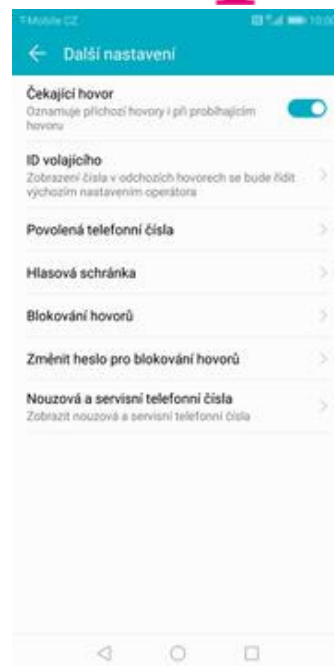 T-Mobile CZ 10:00
Další nastavení
Čekající hovor
Oznamuje příchozí hovory i při probíhajícím
hovoru
ID volajícího
Zobrazení čísla v odchozích hovorech se bude řídit
výchozím nastavením operátora
Povolená telefonní čísla
Hlasová schránka
Blokování hovorů
Změnit heslo pro blokování hovorů
Nouzová a servisní telefonní čísla
Zobrazit nouzová a servisní telefonní čísla